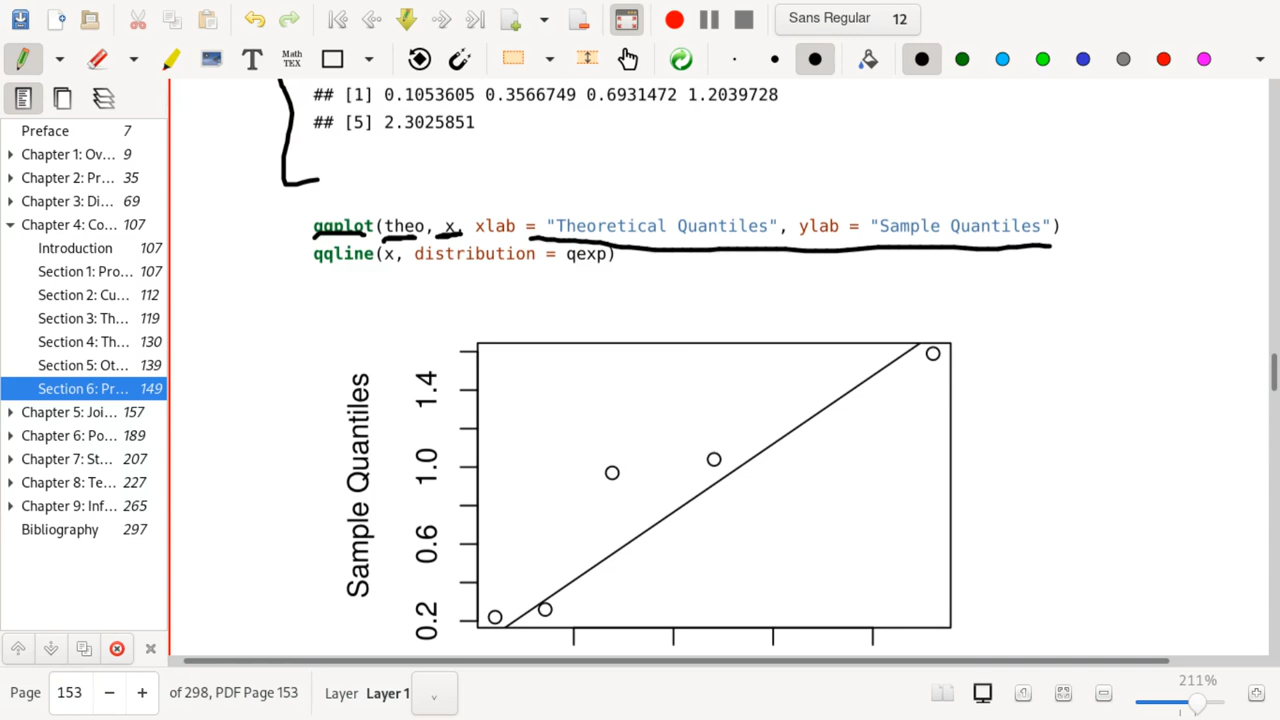 Sans Regular 12
Math
TEX
Preface 7
Chapter 1: Ov... 9
Chapter 2: Pr... 35
Chapter 3: Di... 69
Chapter 4: Co... 107
Introduction 107
Section 1: Pro... 107
Section 2: Cu... 112
Section 3: Th... 119
Section 4: Th... 130
Section 5: Ot... 139
Section 6: Pr... 149
Chapter 5: Joi... 157
Chapter 6: Po... 189
Chapter 7: St... 207
Chapter 8: Te... 227
Chapter 9: Inf... 265
Bibliography 297
## [1] 0.1053605 0.3566749 0.6931472 1.2039728
## [5] 2.3025851
qqplot(theo, x, xlab = "Theoretical Quantiles", ylab = "Sample Quantiles")
qqline(x, distribution = qexp)
Sample Quantiles
1.4
1.0
0.6
0.2
Page 153 of 298, PDF Page 153 Layer Layer 1
211%